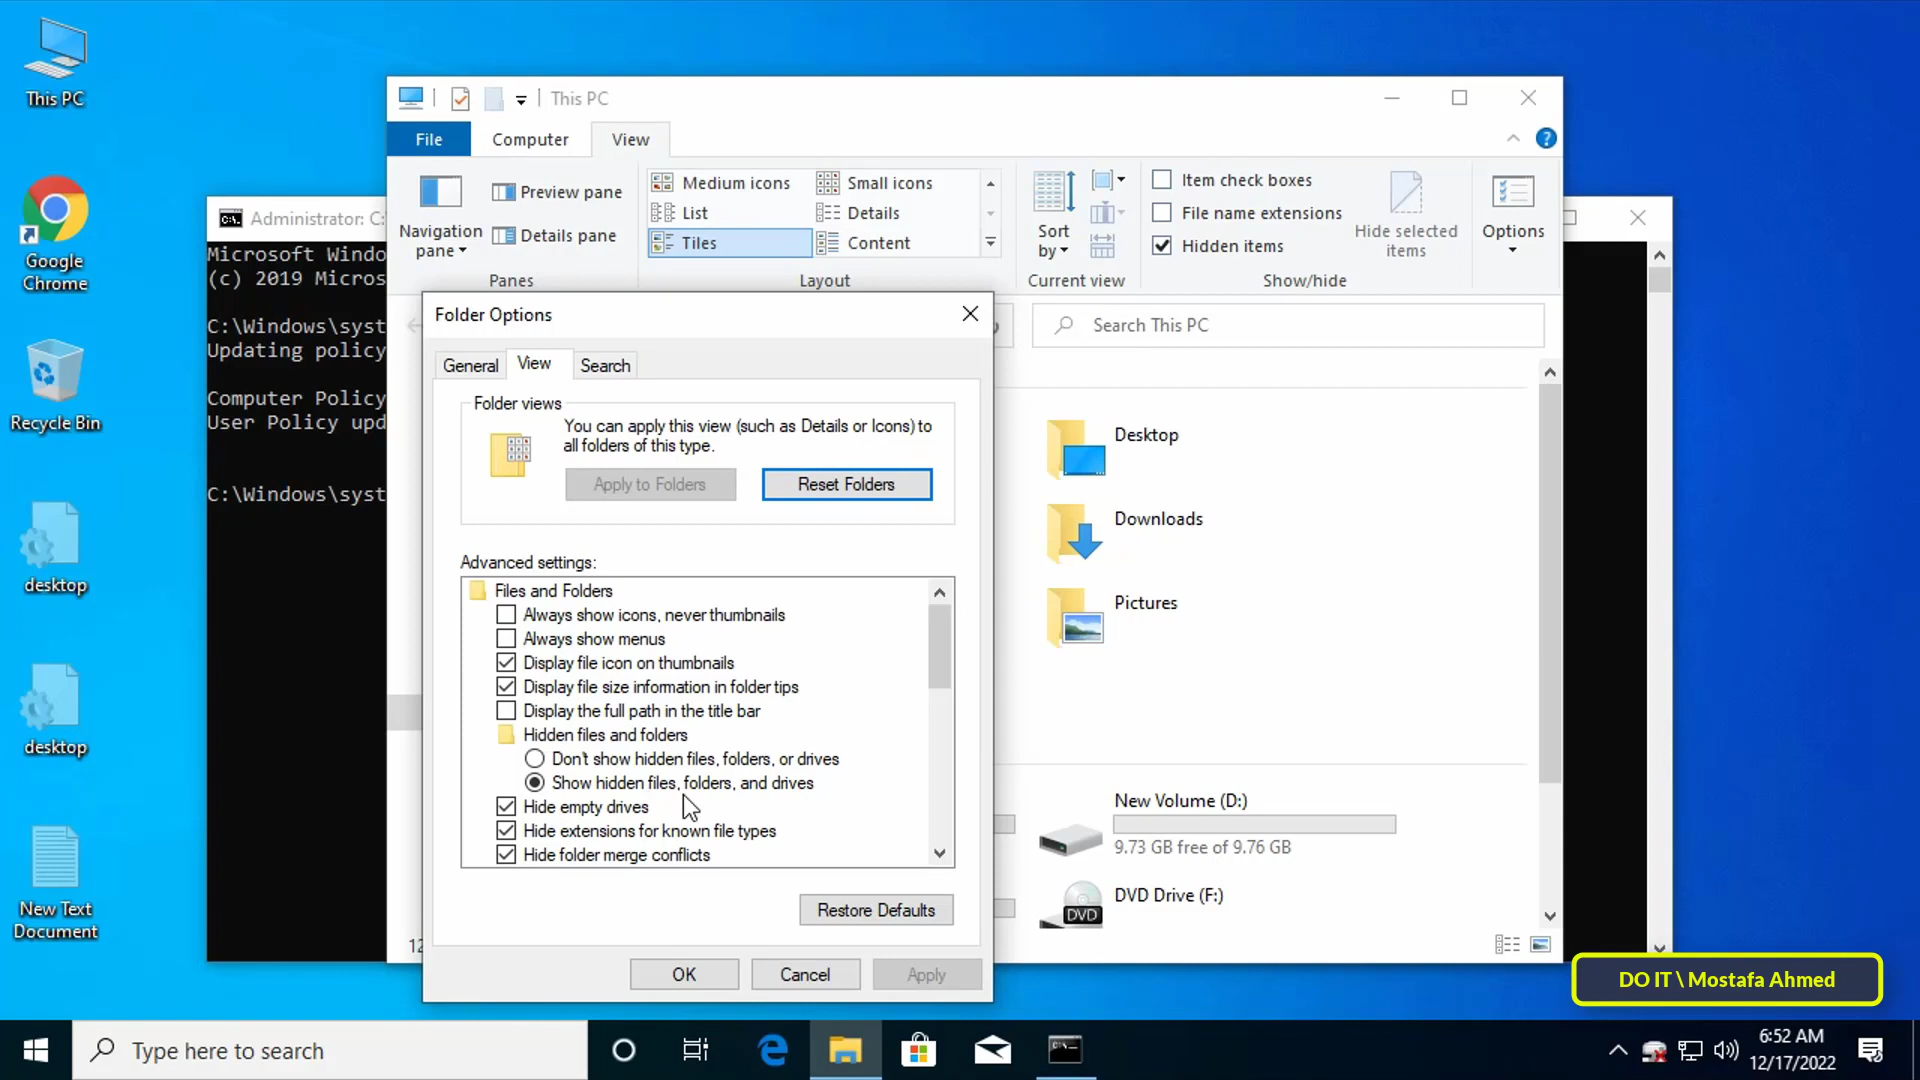 This PC
Google
Chrome
Recycle Bin
desktop
desktop
New Text
Document
Administrator: C:
Microsoft Windo
(c) 2019 Micros
C:\Windows\syst
Updating policy
Computer Policy
User Policy upd
C:\Windows\syst
This PC
File
Computer
View
Navigation
pane
Preview pane
Details pane
Panes
Medium icons
Small icons
List
Details
Tiles
Content
Layout
Sort
by
Current view
Item check boxes
File name extensions
Hidden items
Hide selected
items
Show/hide
Options
Search This PC
Desktop
Downloads
Pictures
New Volume (D:)
9.73 GB free of 9.76 GB
DVD Drive (F:)
DVD
12
Folder Options
General
View
Search
Folder views
You can apply this view (such as Details or Icons) to
all folders of this type.
Apply to Folders
Reset Folders
Advanced settings:
Files and Folders
Always show icons, never thumbnails
Always show menus
Display file icon on thumbnails
Display file size information in folder tips
Display the full path in the title bar
Hidden files and folders
Don't show hidden files, folders, or drives
Show hidden files, folders, and drives
Hide empty drives
Hide extensions for known file types
Hide folder merge conflicts
Restore Defaults
OK
Cancel
Apply
DO IT \ Mostafa Ahmed
Type here to search
6:52 AM
12/17/2022